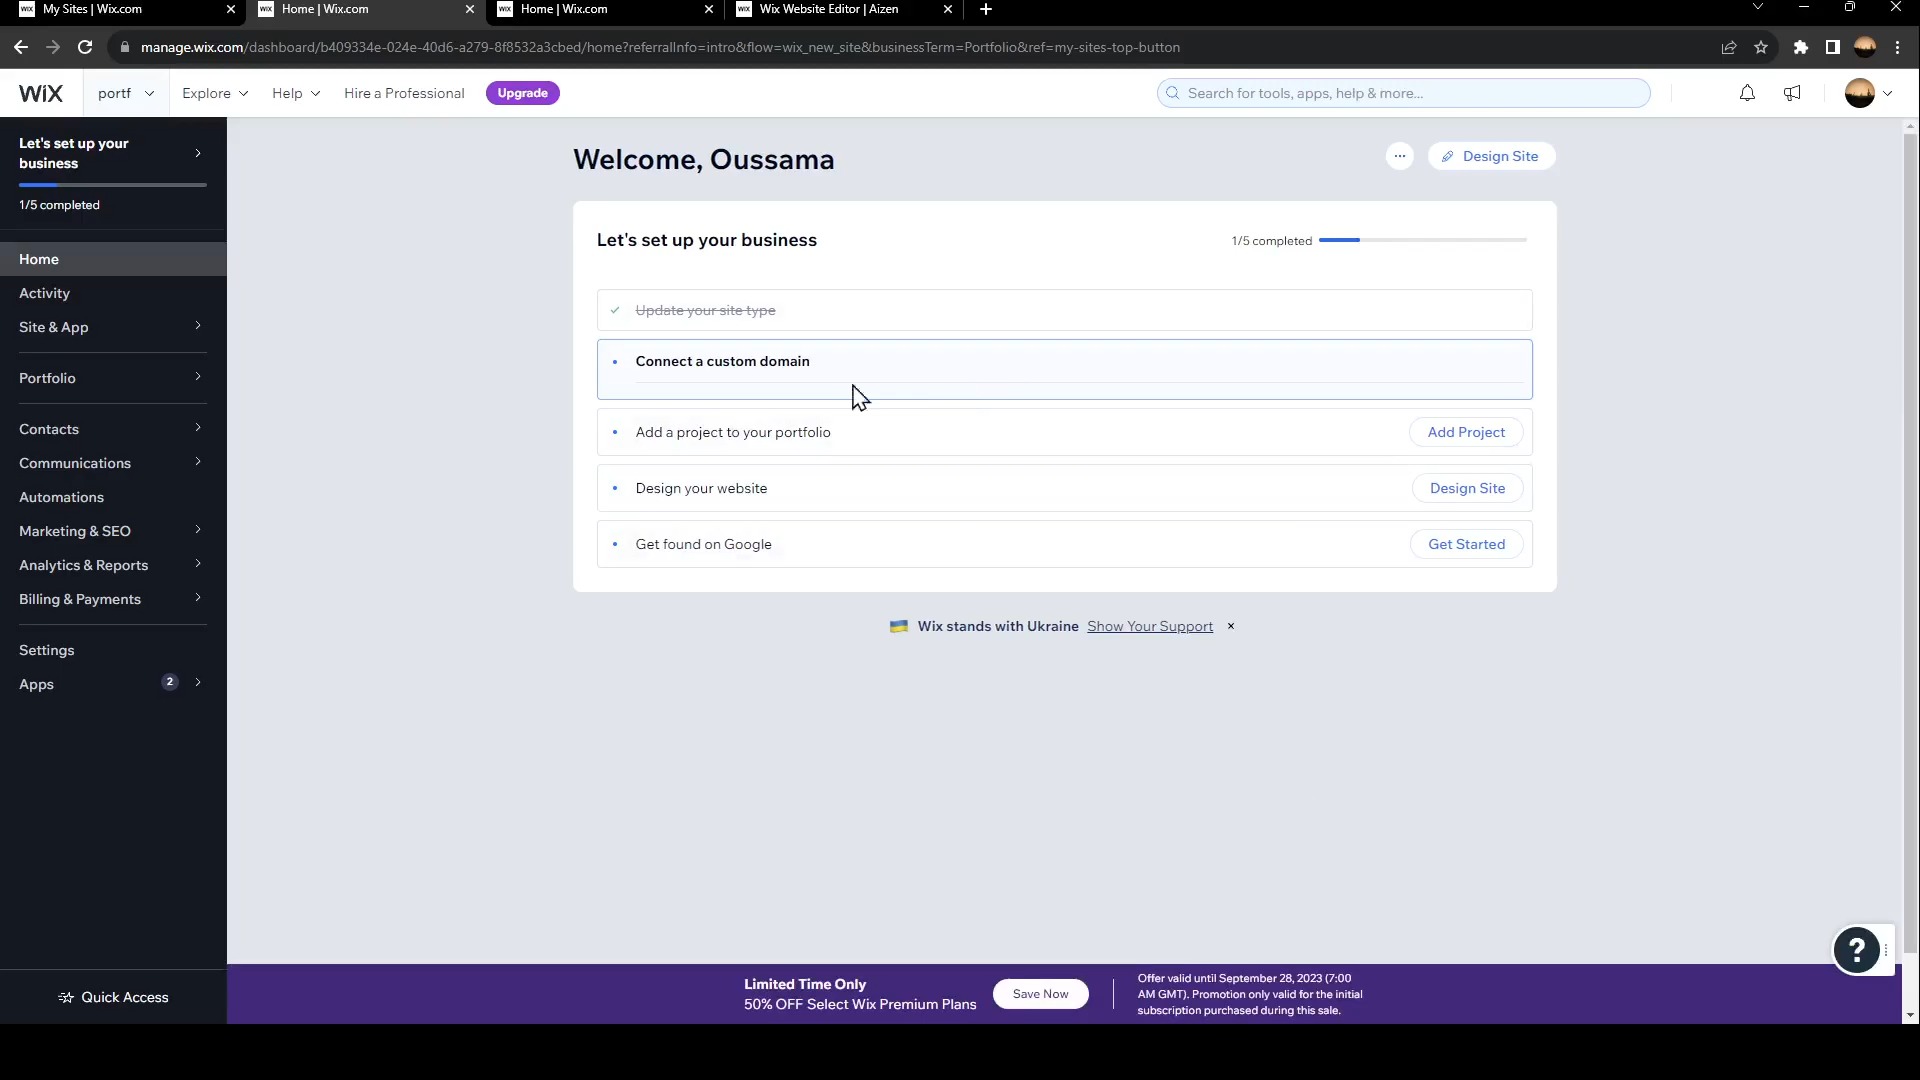 WiX My Sites | Wix.com
WiX Home | Wix.com
WiX Home | Wix.com
WiX Wix Website Editor | Aizen
manage.wix.com/dashboard/b409334e-024e-40d6-a279-8f8532a3cbed/home?referralInfo=intro&flow=wix_new_site&businessTerm=Portfolio&ref=my-sites-top-button
WiX
portf
Explore
Help
Hire a Professional
Upgrade
Search for tools, apps, help & more...
Let's set up your
business
1/5 completed
Home
Activity
Site & App
Portfolio
Contacts
Communications
Automations
Marketing & SEO
Analytics & Reports
Billing & Payments
Settings
Apps 2
Quick Access
Welcome, Oussama
... Design Site
Let's set up your business
1/5 completed
Update your site type
Connect a custom domain
Add a project to your portfolio
Add Project
Design your website
Design Site
Get found on Google
Get Started
Wix stands with Ukraine Show Your Support
?
Limited Time Only
50% OFF Select Wix Premium Plans
Save Now
Offer valid until September 28, 2023 (7:00
AM GMT). Promotion only valid for the initial
subscription purchased during this sale.